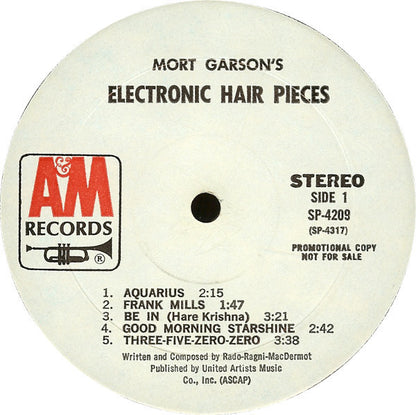 MORT GARSON'S
ELECTRONIC HAIR PIECES
A&M
RECORDS
®
STEREO
SIDE 1
SP-4209
(SP-4317)
PROMOTIONAL COPY
NOT FOR SALE
1. AQUARIUS 2:15
2. FRANK MILLS 1:47
3. BE IN (Hare Krishna) 3:21
4. GOOD MORNING STARSHINE 2:42
5. THREE-FIVE-ZERO-ZERO 3:38
Written and Composed by Rado-Ragni-MacDermot
Published by United Artists Music
Co., Inc. (ASCAP)